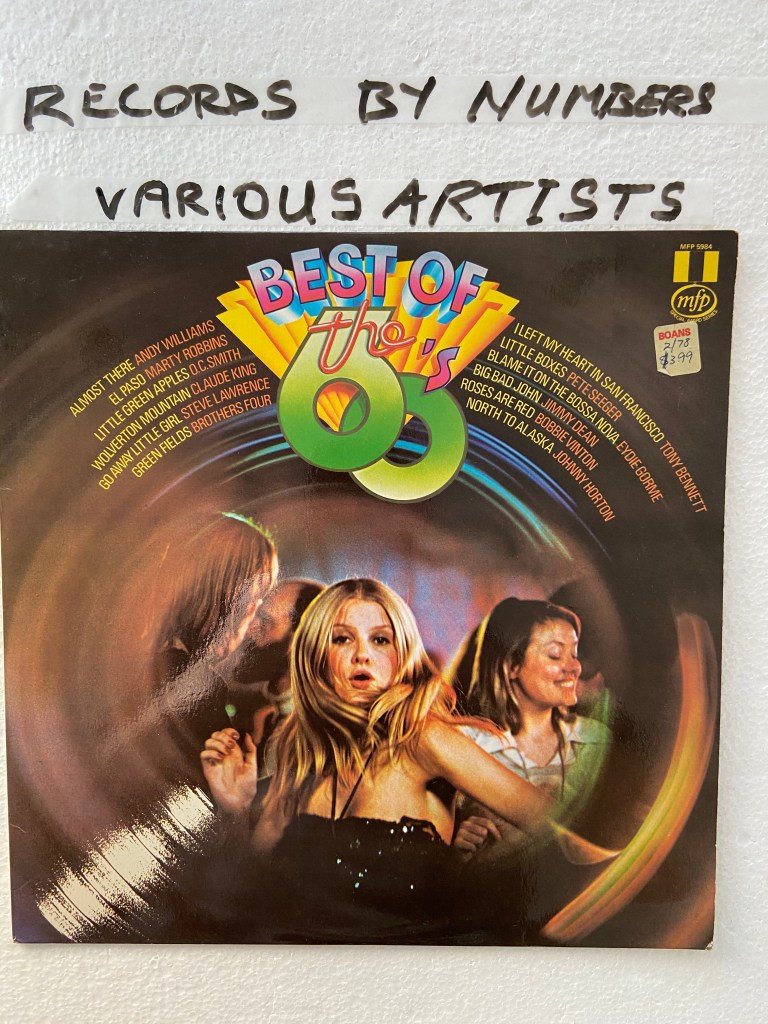 RECORDS BY NUMBERS
VARIOUS ARTISTS
MFP 5984
BEST OF
the
60's
mfp
BOANS
2/78
$3.99
ALMOST THERE ANDY WILLIAMS
EL PASO MARTY ROBBINS
LITTLE GREEN APPLES O.C. SMITH
WOLVERTON MOUNTAIN CLAUDE KING
GO AWAY LITTLE GIRL STEVE LAWRENCE
GREEN FIELDS BROTHERS FOUR
I LEFT MY HEART IN SAN FRANCISCO TONY BENNETT
LITTLE BOXES PETE SEEGER
BLAME IT ON THE BOSSA NOVA EYDIE GORME
BIG BAD JOHN JIMMY DEAN
ROSES ARE RED BOBBIE VINTON
NORTH TO ALASKA JOHNNY HORTON